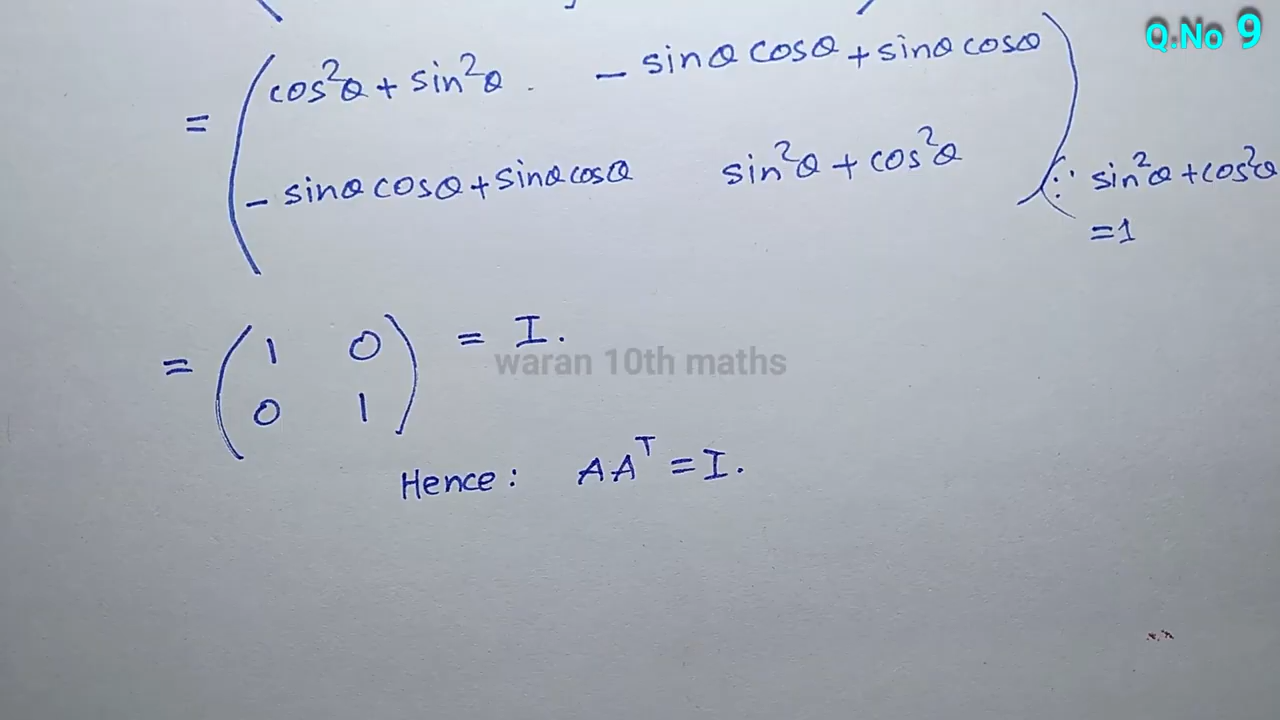 Q.No 9
= ( cos²θ + sin²θ - sinθ cosθ + sinθ cosθ
- sinθ cosθ + sinθ cosθ sin²θ + cos²θ ) ∵ sin²θ + cos²θ
=1
= ( 1 0
0 1 ) = I.
waran 10th maths
Hence: AAᵀ = I.